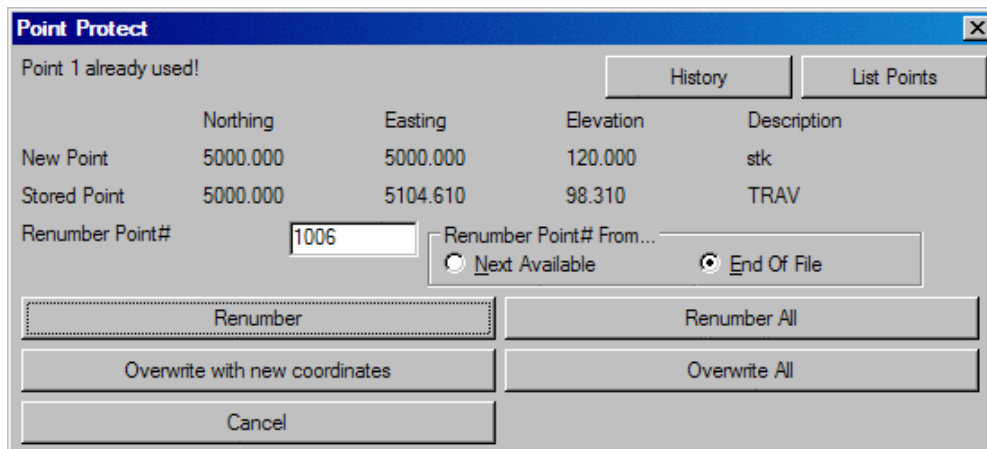 Point Protect
Point 1 already used!
History List Points
Northing Easting Elevation Description
New Point 5000.000 5000.000 120.000 stk
Stored Point 5000.000 5104.610 98.310 TRAV
Renumber Point# 1006 Renumber Point# From...
Next Available End Of File
Renumber Renumber All
Overwrite with new coordinates Overwrite All
Cancel